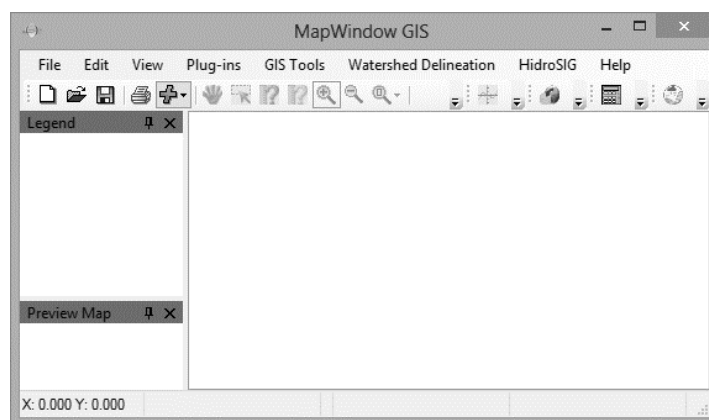 MapWindow GIS
File Edit View Plug-ins GIS Tools Watershed Delineation HidroSIG Help
Legend
Preview Map
X: 0.000 Y: 0.000